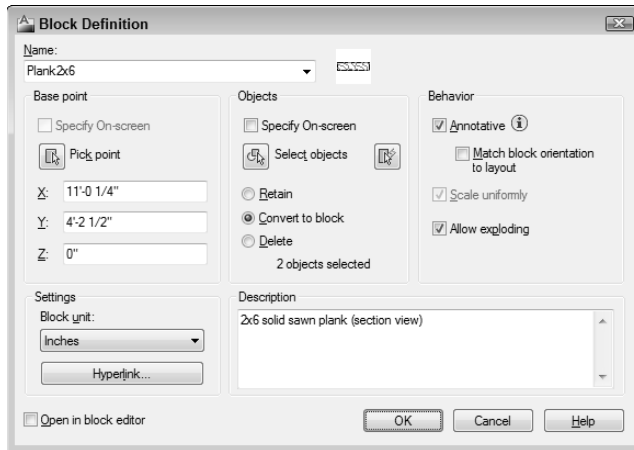 Block Definition
Name:
Plank2x6
Base point
Specify On-screen
Pick point
X: 11'-0 1/4"
Y: 4'-2 1/2"
Z: 0"
Objects
Specify On-screen
Select objects
Retain
Convert to block
Delete
2 objects selected
Behavior
Annotative
Match block orientation
to layout
Scale uniformly
Allow exploding
Settings
Block unit:
Inches
Hyperlink...
Description
2x6 solid sawn plank (section view)
Open in block editor
OK
Cancel
Help